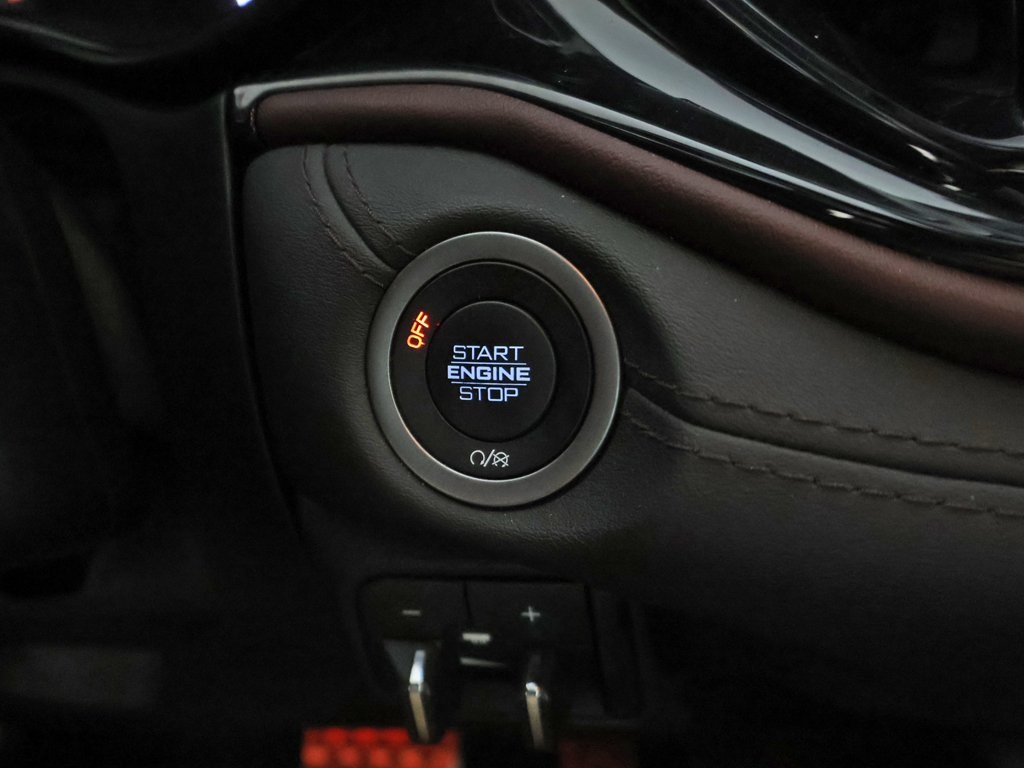 OFF
START
ENGINE
STOP
- +